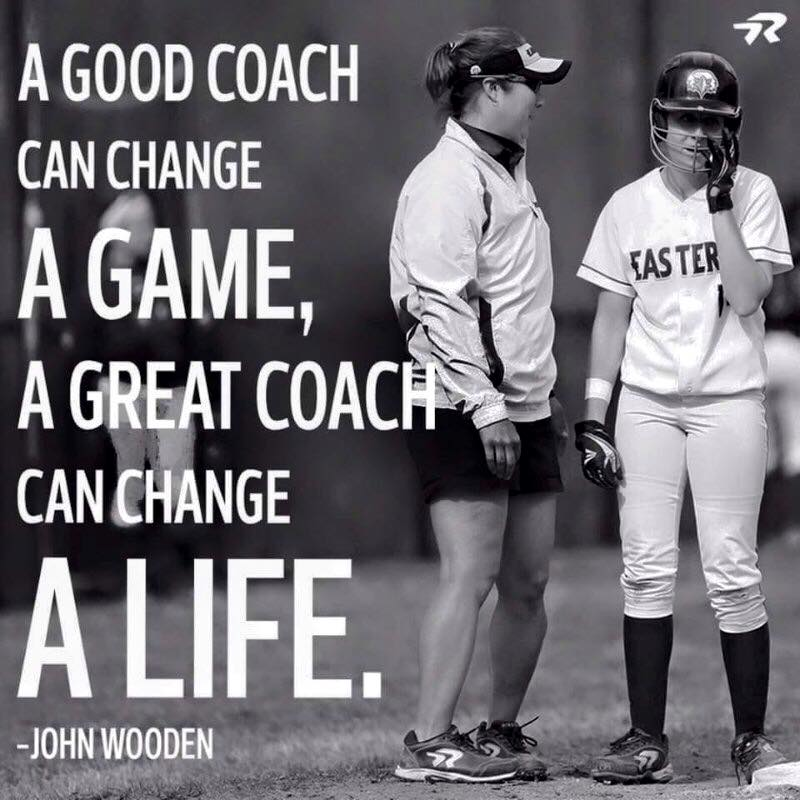 A GOOD COACH
CAN CHANGE
A GAME,
A GREAT COACH
CAN CHANGE
A LIFE.
-JOHN WOODEN
EASTER